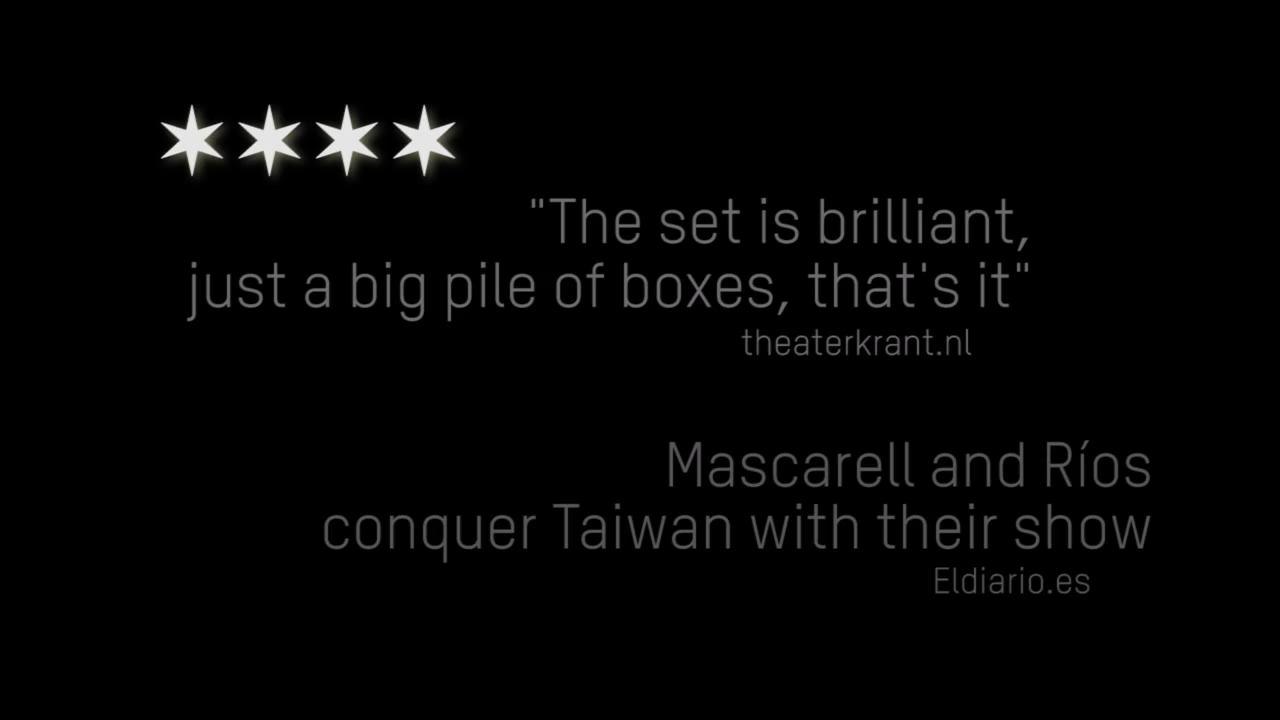 "The set is brilliant,
just a big pile of boxes, that's it"
theaterkrant.nl
Mascarell and Ríos
conquer Taiwan with their show
Eldiario.es